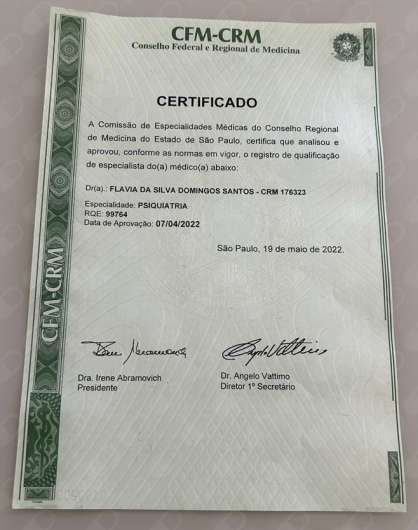 CFM-CRM
Conselho Federal e Regional de Medicina
CERTIFICADO
A Comissão de Especialidades Médicas do Conselho Regional
de Medicina do Estado de São Paulo, certifica que analisou e
aprovou, conforme as normas em vigor, o registro de qualificação
de especialista do(a) médico(a) abaixo:
Dr(a).: FLAVIA DA SILVA DOMINGOS SANTOS - CRM 176323
Especialidade: PSIQUIATRIA
RQE: 99764
Data de Aprovação: 07/04/2022
São Paulo, 19 de maio de 2022.
CFM-CRM
Dra. Irene Abramovich
Presidente
Dr. Angelo Vattimo
Diretor 1º Secretário